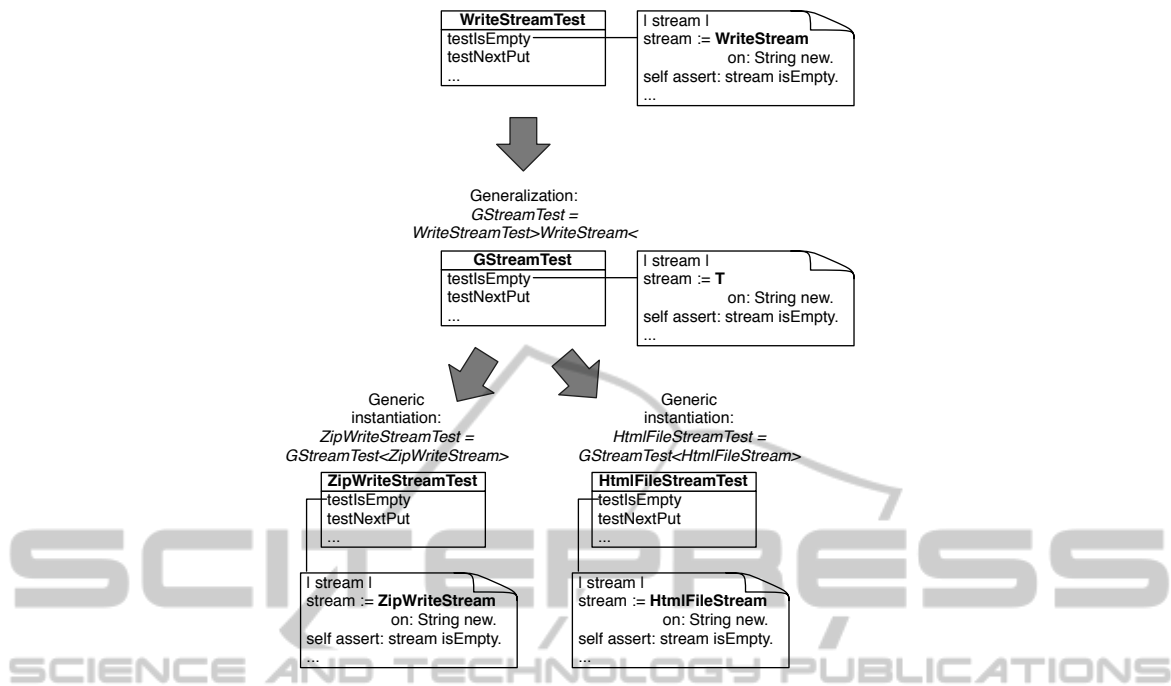 WriteStreamTest
testIsEmpty
testNextPut
...
| stream |
stream := WriteStream
on: String new.
self assert: stream isEmpty.
...
Generalization:
GStreamTest =
WriteStreamTest>WriteStream<
GStreamTest
testIsEmpty
testNextPut
...
| stream |
stream := T
on: String new.
self assert: stream isEmpty.
...
Generic
instantiation:
ZipWriteStreamTest =
GStreamTest<ZipWriteStream>
ZipWriteStreamTest
testIsEmpty
testNextPut
...
| stream |
stream := ZipWriteStream
on: String new.
self assert: stream isEmpty.
...
Generic
instantiation:
HtmlFileStreamTest =
GStreamTest<HtmlFileStream>
HtmlFileStreamTest
testIsEmpty
testNextPut
...
| stream |
stream := HtmlFileStream
on: String new.
self assert: stream isEmpty.
...
SCITEPRESS
SCIENCE AND TECHNOLOGY PUBLICATIONS